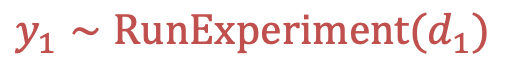 y₁ ~ RunExperiment(d₁)